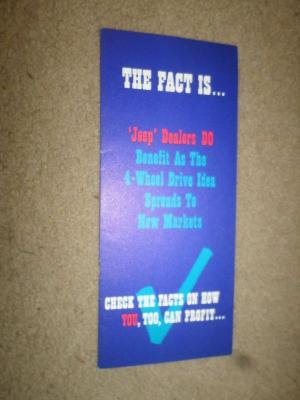 THE FACT IS...
'Jeep' Dealers DO
Benefit As The
4-Wheel Drive Idea
Spreads To
New Markets
CHECK THE FACTS ON HOW
YOU, TOO, CAN PROFIT...